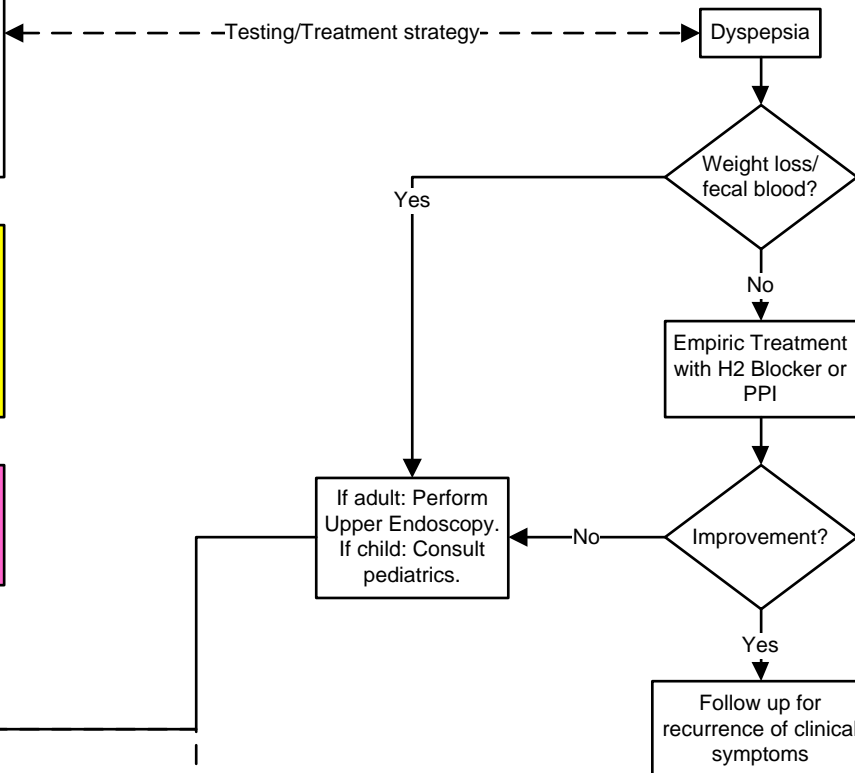 Testing/Treatment strategy
Dyspepsia
Weight loss/
fecal blood?
Yes
No
Empiric Treatment
with H2 Blocker or
PPI
If adult: Perform
Upper Endoscopy.
If child: Consult
pediatrics.
No
Improvement?
Yes
Follow up for
recurrence of clinical
symptoms